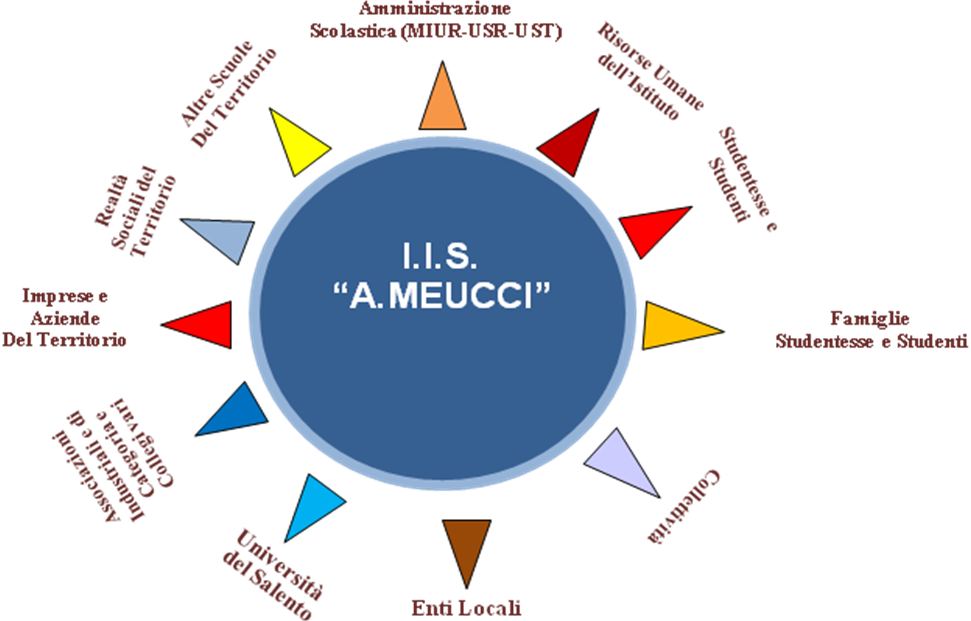 Amministrazione
Scolastica (MIUR-USR-UST)
Risorse Umane
dell'Istituto
Studentesse e
Studenti
Famiglie
Studentesse e Studenti
Collettività
Enti Locali
Università
del Salento
Associazioni
Industriali e di
Categoria e
Collegi vari
Imprese e
Aziende
Del Territorio
Realtà
Sociali del
Territorio
Altre Scuole
Del Territorio
I.I.S.
“A.MEUCCI”